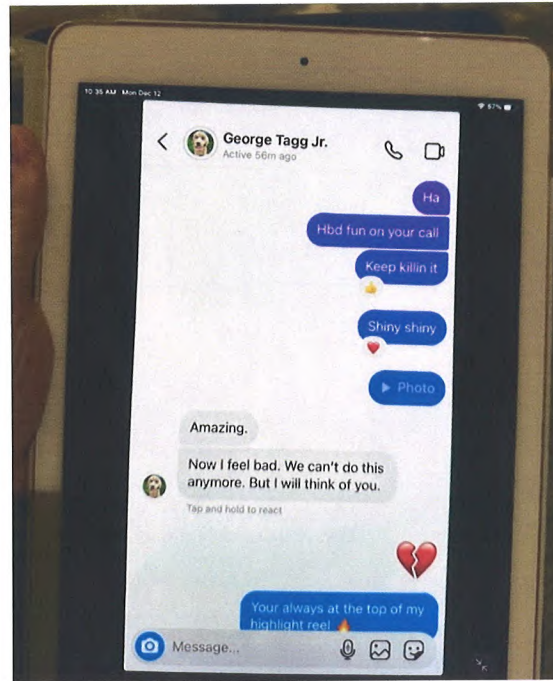 10:35 AM Mon Dec 12
87%
George Tagg Jr.
Active 56m ago
Ha
Hbd fun on your call
Keep killin it
Shiny shiny
Photo
Amazing.
Now I feel bad. We can't do this
anymore. But I will think of you.
Tap and hold to react
Your always at the top of my
highlight reel 🔥
Message...